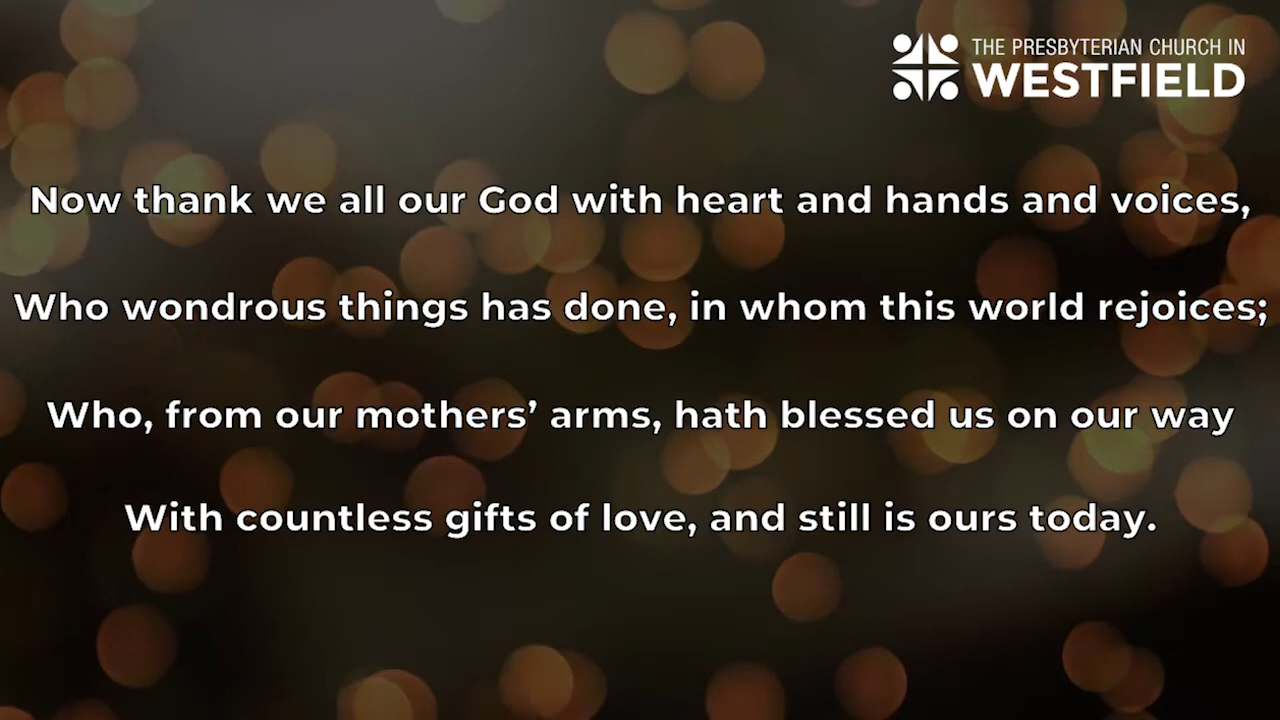 THE PRESBYTERIAN CHURCH IN
WESTFIELD
Now thank we all our God with heart and hands and voices,
Who wondrous things has done, in whom this world rejoices;
Who, from our mothers’ arms, hath blessed us on our way
With countless gifts of love, and still is ours today.